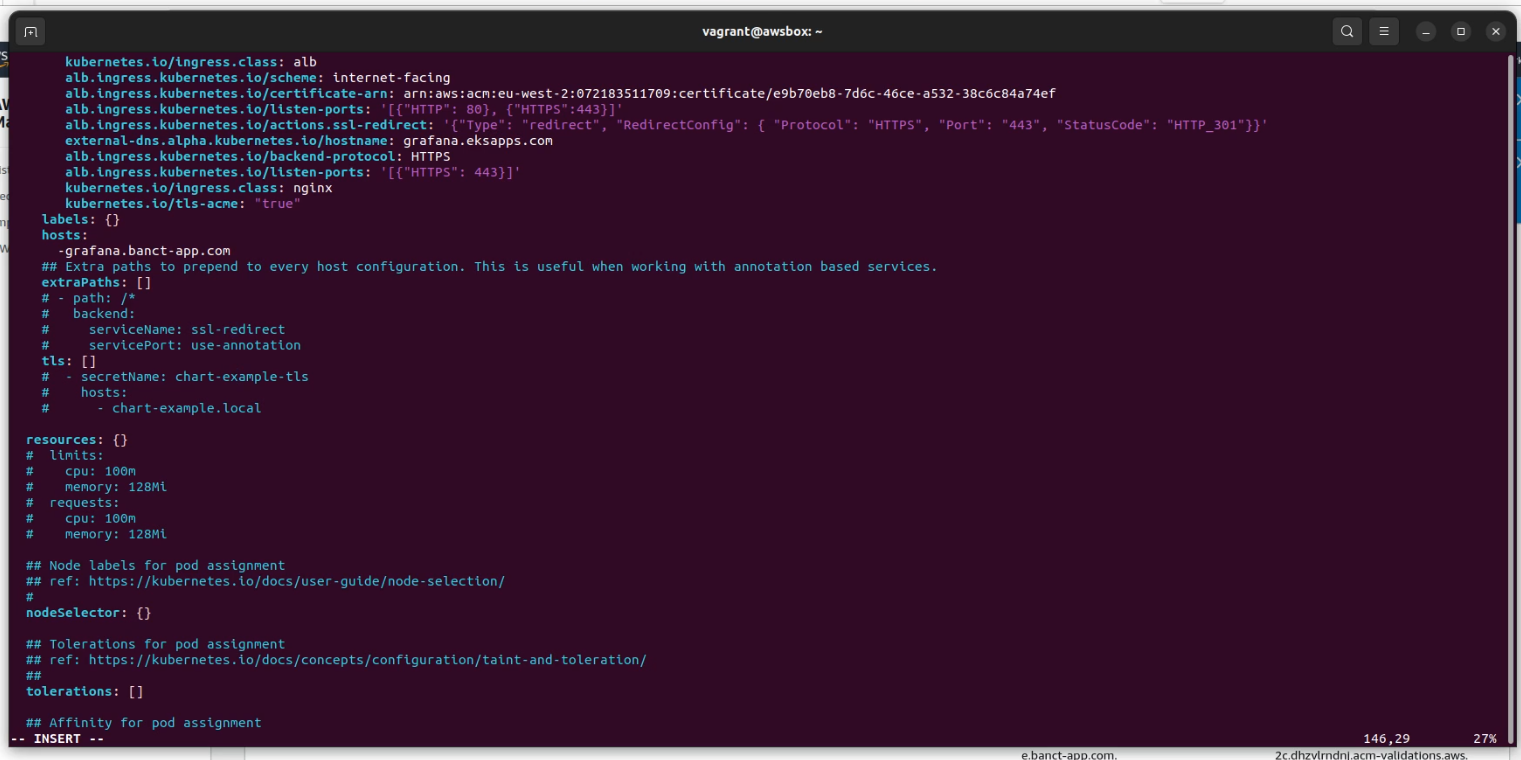 vagrant@awsbox: ~
kubernetes.io/ingress.class: alb
alb.ingress.kubernetes.io/scheme: internet-facing
alb.ingress.kubernetes.io/certificate-arn: arn:aws:acm:eu-west-2:072183511709:certificate/e9b70eb8-7d6c-46ce-a532-38c6c84a74ef
alb.ingress.kubernetes.io/listen-ports: '[{"HTTP": 80}, {"HTTPS":443}]'
alb.ingress.kubernetes.io/actions.ssl-redirect: '{"Type": "redirect", "RedirectConfig": { "Protocol": "HTTPS", "Port": "443", "StatusCode": "HTTP_301"}}'
external-dns.alpha.kubernetes.io/hostname: grafana.eksapps.com
alb.ingress.kubernetes.io/backend-protocol: HTTPS
alb.ingress.kubernetes.io/listen-ports: '[{"HTTPS": 443}]'
kubernetes.io/ingress.class: nginx
kubernetes.io/tls-acme: "true"
labels: {}
hosts:
-grafana.banct-app.com
## Extra paths to prepend to every host configuration. This is useful when working with annotation based services.
extraPaths: []
# - path: /*
#   backend:
#     serviceName: ssl-redirect
#     servicePort: use-annotation
tls: []
#  - secretName: chart-example-tls
#    hosts:
#      - chart-example.local
resources: {}
#  limits:
#    cpu: 100m
#    memory: 128Mi
#  requests:
#    cpu: 100m
#    memory: 128Mi
## Node labels for pod assignment
## ref: https://kubernetes.io/docs/user-guide/node-selection/
#
nodeSelector: {}
## Tolerations for pod assignment
## ref: https://kubernetes.io/docs/concepts/configuration/taint-and-toleration/
##
tolerations: []
## Affinity for pod assignment
-- INSERT -- 146,29 27%
e.banct-app.com. 2c.dhzvlrndnj.acm-validations.aws.